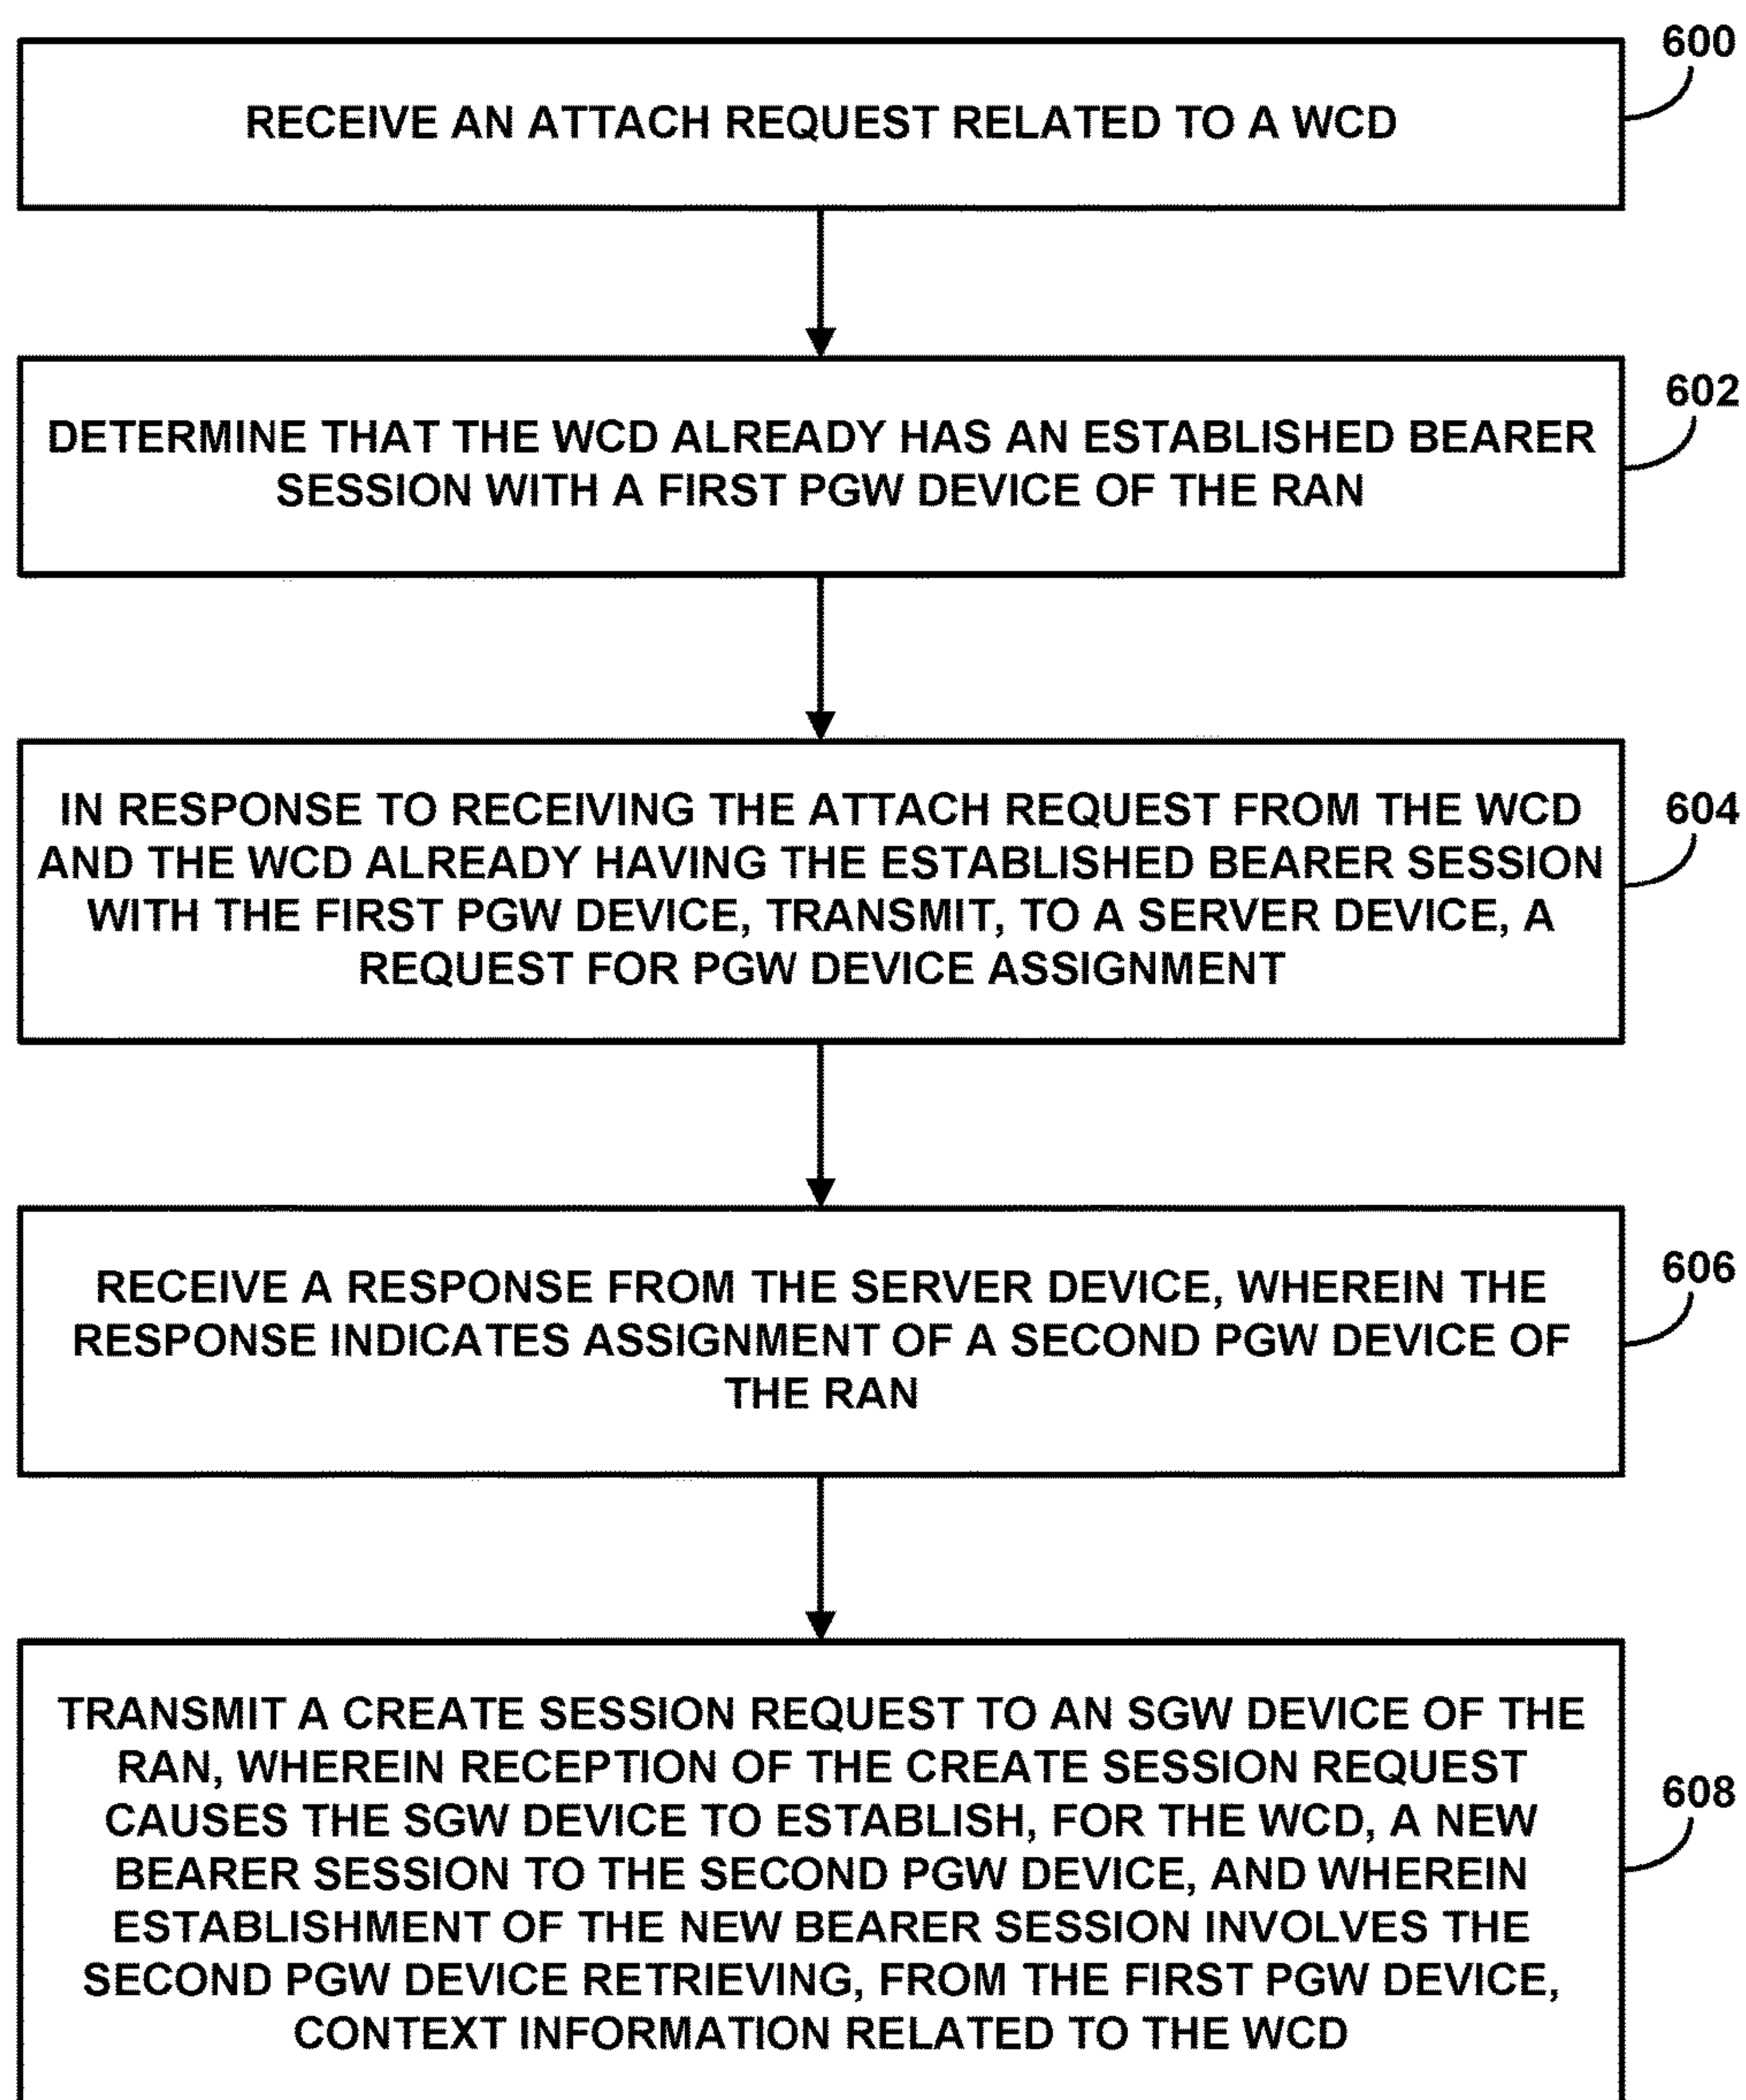 600
RECEIVE AN ATTACH REQUEST RELATED TO A WCD
602
DETERMINE THAT THE WCD ALREADY HAS AN ESTABLISHED BEARER
SESSION WITH A FIRST PGW DEVICE OF THE RAN
604
IN RESPONSE TO RECEIVING THE ATTACH REQUEST FROM THE WCD
AND THE WCD ALREADY HAVING THE ESTABLISHED BEARER SESSION
WITH THE FIRST PGW DEVICE, TRANSMIT, TO A SERVER DEVICE, A
REQUEST FOR PGW DEVICE ASSIGNMENT
606
RECEIVE A RESPONSE FROM THE SERVER DEVICE, WHEREIN THE
RESPONSE INDICATES ASSIGNMENT OF A SECOND PGW DEVICE OF
THE RAN
608
TRANSMIT A CREATE SESSION REQUEST TO AN SGW DEVICE OF THE
RAN, WHEREIN RECEPTION OF THE CREATE SESSION REQUEST
CAUSES THE SGW DEVICE TO ESTABLISH, FOR THE WCD, A NEW
BEARER SESSION TO THE SECOND PGW DEVICE, AND WHEREIN
ESTABLISHMENT OF THE NEW BEARER SESSION INVOLVES THE
SECOND PGW DEVICE RETRIEVING, FROM THE FIRST PGW DEVICE,
CONTEXT INFORMATION RELATED TO THE WCD